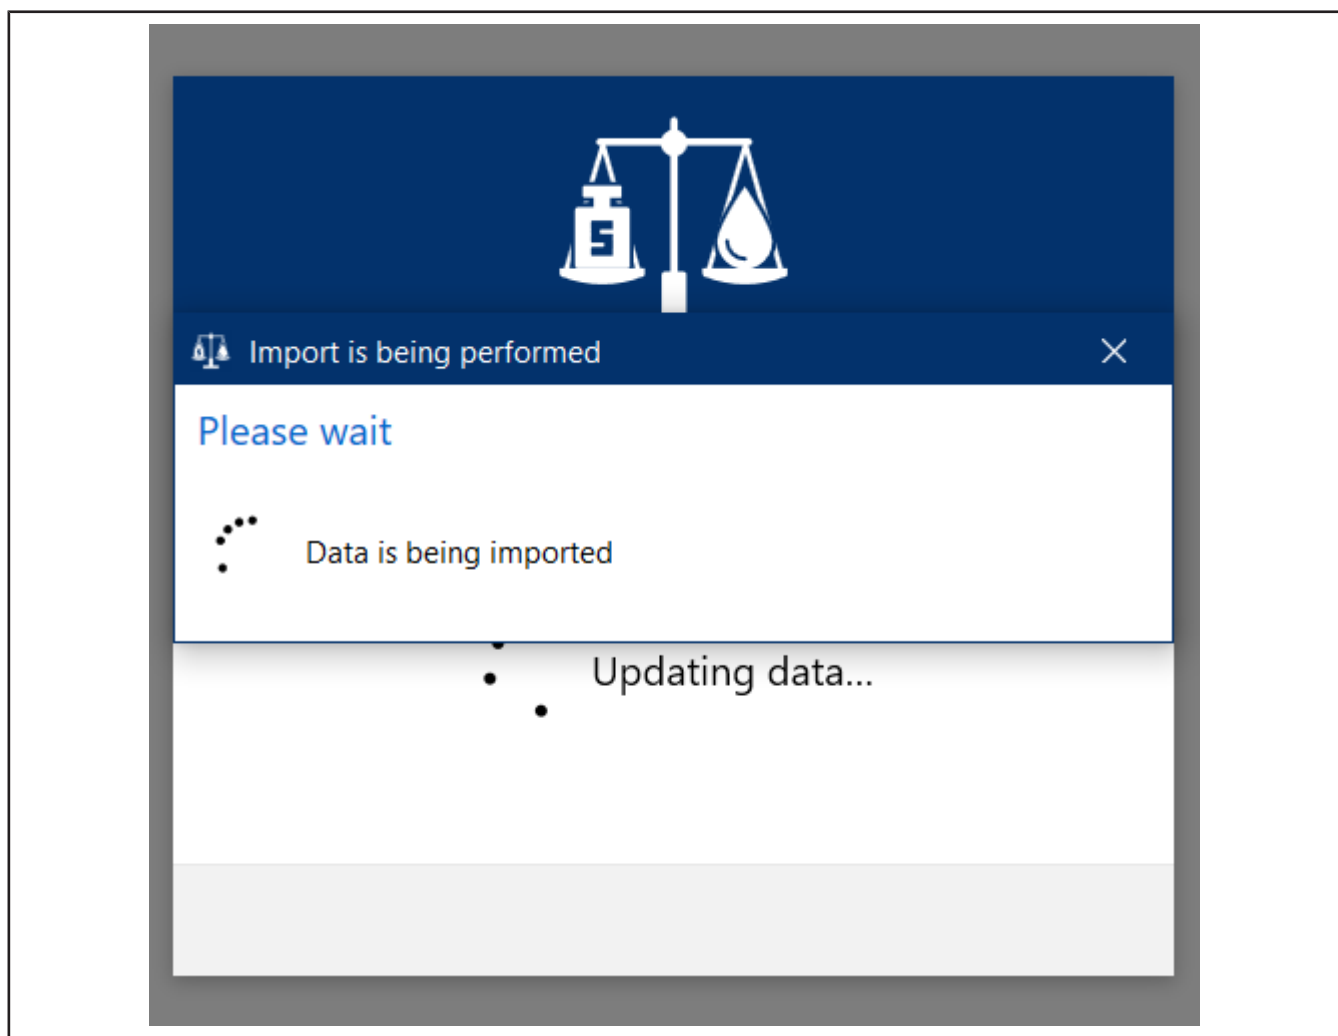 Import is being performed
Please wait
Data is being imported
Updating data...